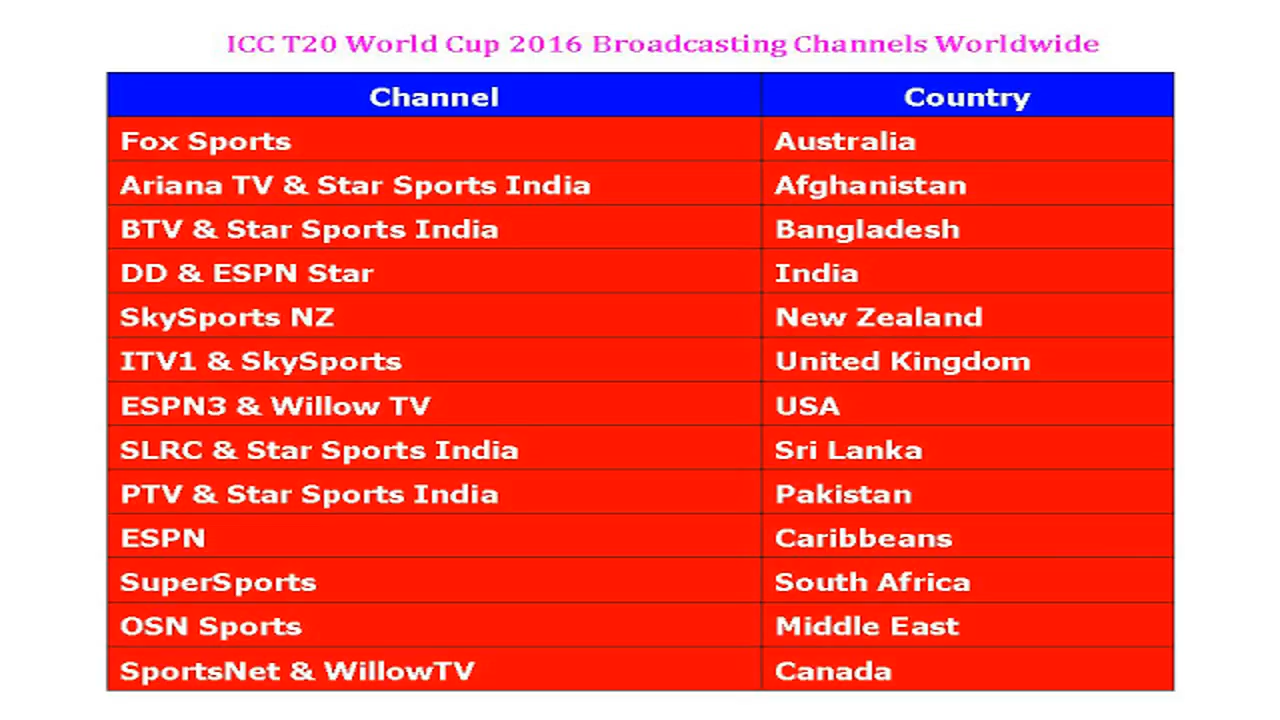 ICC T20 World Cup 2016 Broadcasting Channels Worldwide
Channel Country
Fox Sports Australia
Ariana TV & Star Sports India Afghanistan
BTV & Star Sports India Bangladesh
DD & ESPN Star India
SkySports NZ New Zealand
ITV1 & SkySports United Kingdom
ESPN3 & Willow TV USA
SLRC & Star Sports India Sri Lanka
PTV & Star Sports India Pakistan
ESPN Caribbeans
SuperSports South Africa
OSN Sports Middle East
SportsNet & WillowTV Canada